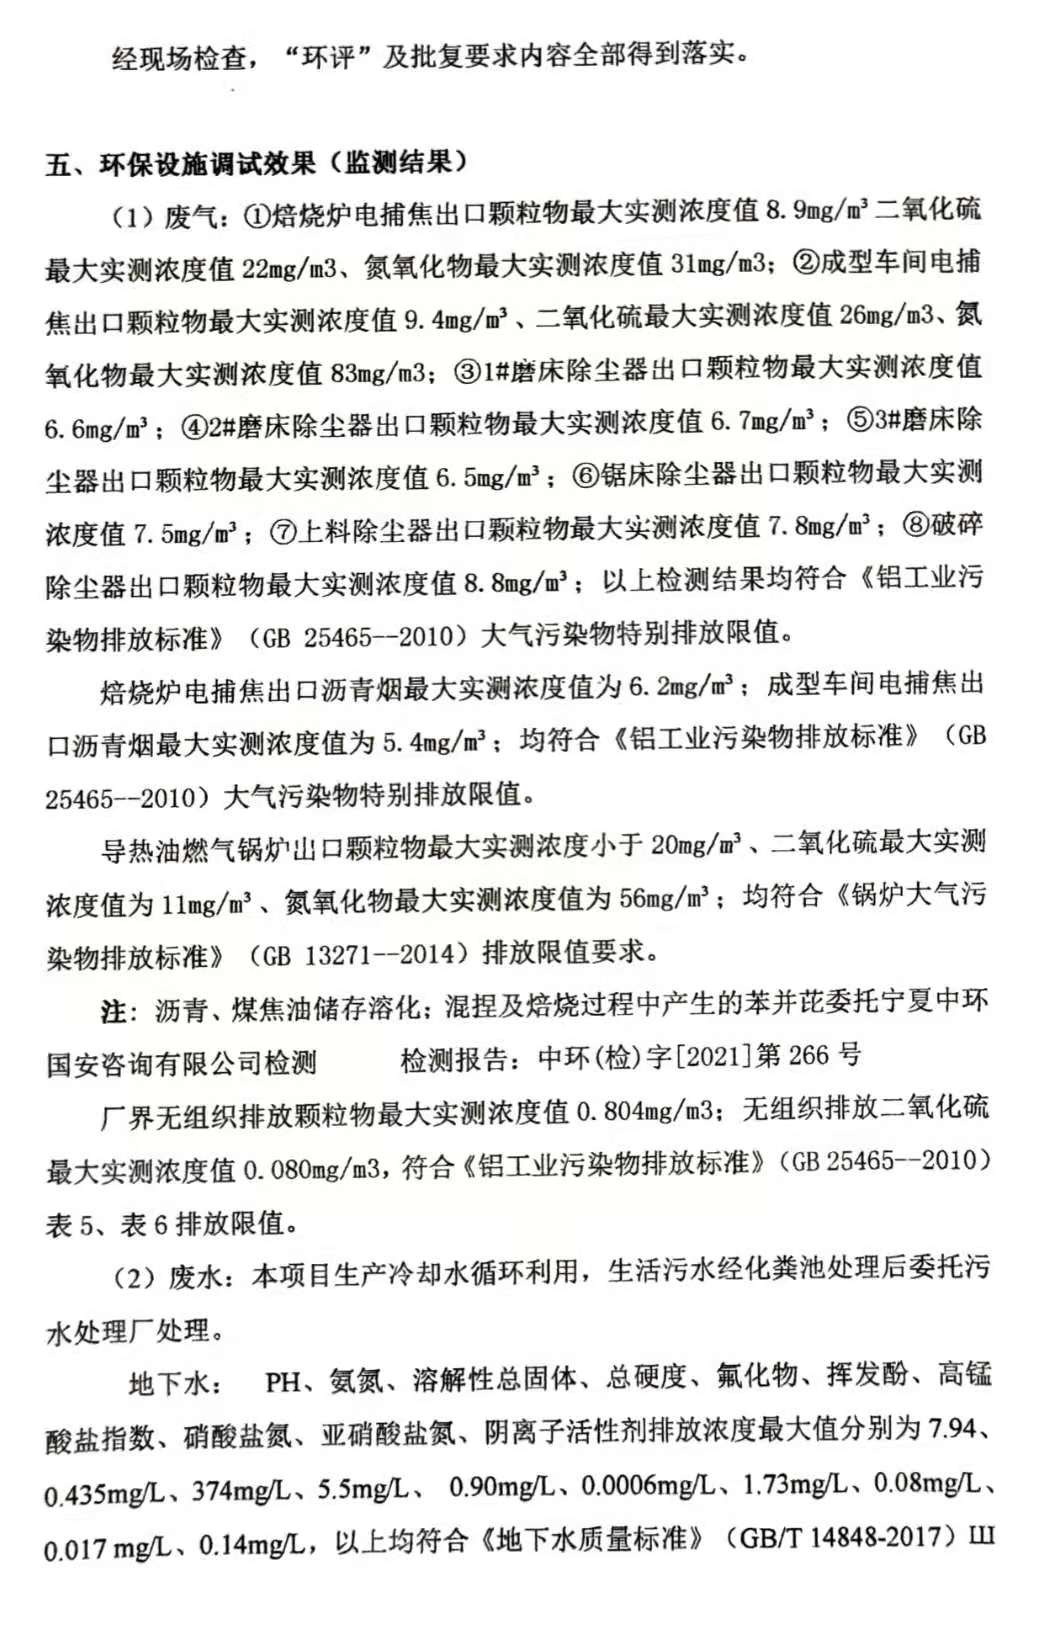 经现场检查，“环评”及批复要求内容全部得到落实。
五、环保设施调试效果（监测结果）
（1）废气：①焙烧炉电捕焦出口颗粒物最大实测浓度值 8.9mg/m³ 二氧化硫
最大实测浓度值 22mg/m3、氮氧化物最大实测浓度值 31mg/m3；②成型车间电捕
焦出口颗粒物最大实测浓度值 9.4mg/m³、二氧化硫最大实测浓度值 26mg/m3、氮
氧化物最大实测浓度值 83mg/m3；③1#磨床除尘器出口颗粒物最大实测浓度值
6.6mg/m³；④2#磨床除尘器出口颗粒物最大实测浓度值 6.7mg/m³；⑤3#磨床除
尘器出口颗粒物最大实测浓度值 6.5mg/m³；⑥锯床除尘器出口颗粒物最大实测
浓度值 7.5mg/m³；⑦上料除尘器出口颗粒物最大实测浓度值 7.8mg/m³；⑧破碎
除尘器出口颗粒物最大实测浓度值 8.8mg/m³；以上检测结果均符合《铝工业污
染物排放标准》（GB 25465--2010）大气污染物特别排放限值。
焙烧炉电捕焦出口沥青烟最大实测浓度值为 6.2mg/m³；成型车间电捕焦出
口沥青烟最大实测浓度值为 5.4mg/m³；均符合《铝工业污染物排放标准》（GB
25465--2010）大气污染物特别排放限值。
导热油燃气锅炉出口颗粒物最大实测浓度小于 20mg/m³、二氧化硫最大实测
浓度值为 11mg/m³、氮氧化物最大实测浓度值为 56mg/m³；均符合《锅炉大气污
染物排放标准》（GB 13271--2014）排放限值要求。
注：沥青、煤焦油储存溶化；混捏及焙烧过程中产生的苯并芘委托宁夏中环
国安咨询有限公司检测 检测报告：中环(检)字[2021]第 266 号
厂界无组织排放颗粒物最大实测浓度值 0.804mg/m3；无组织排放二氧化硫
最大实测浓度值 0.080mg/m3，符合《铝工业污染物排放标准》（GB 25465--2010）
表 5、表 6 排放限值。
（2）废水：本项目生产冷却水循环利用，生活污水经化粪池处理后委托污
水处理厂处理。
地下水： PH、氨氮、溶解性总固体、总硬度、氟化物、挥发酚、高锰
酸盐指数、硝酸盐氮、亚硝酸盐氮、阴离子活性剂排放浓度最大值分别为 7.94、
0.435mg/L、374mg/L、5.5mg/L、 0.90mg/L、0.0006mg/L、1.73mg/L、0.08mg/L、
0.017 mg/L、0.14mg/L，以上均符合《地下水质量标准》（GB/T 14848-2017）Ш